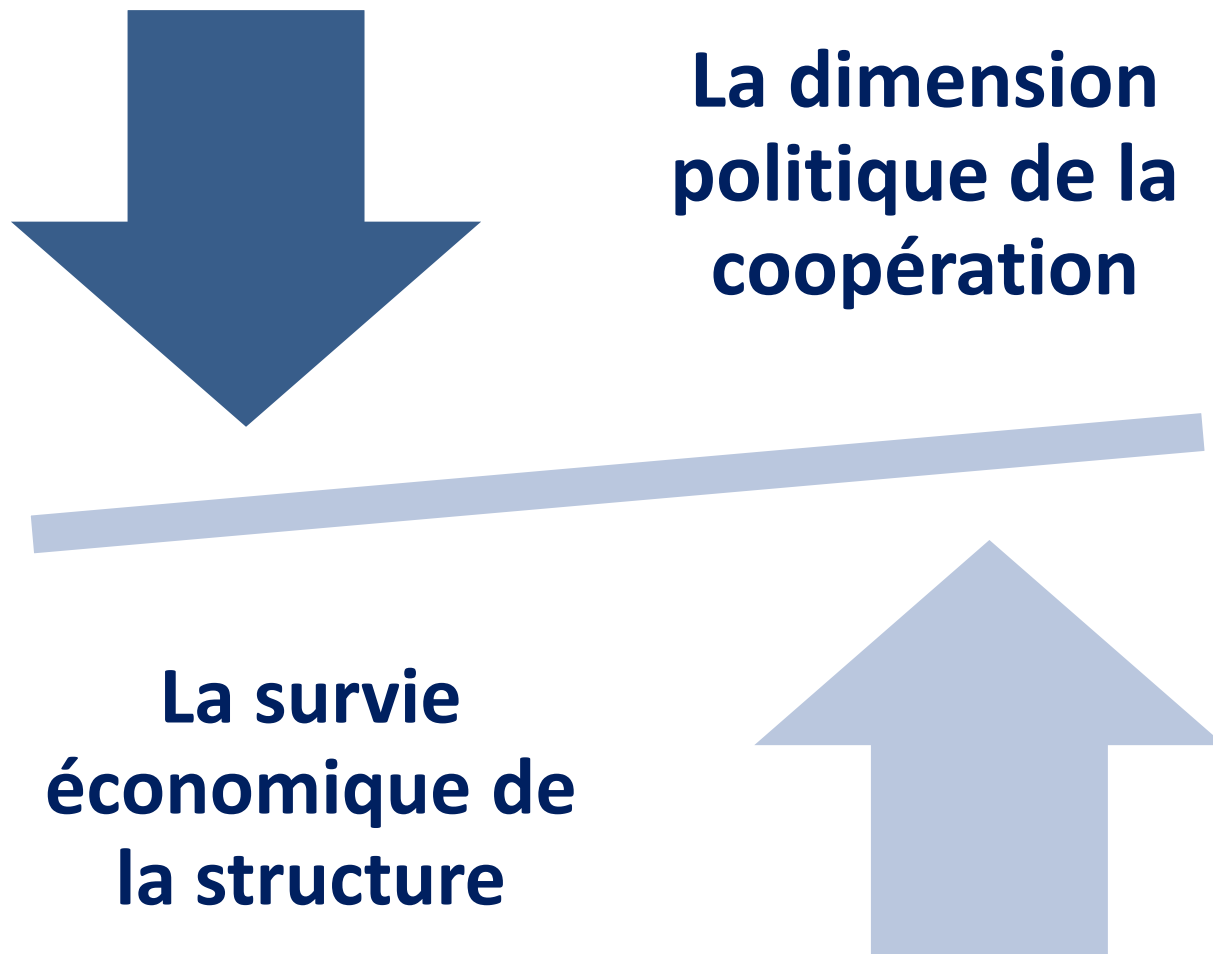 La dimension
politique de la
coopération
La survie
économique de
la structure